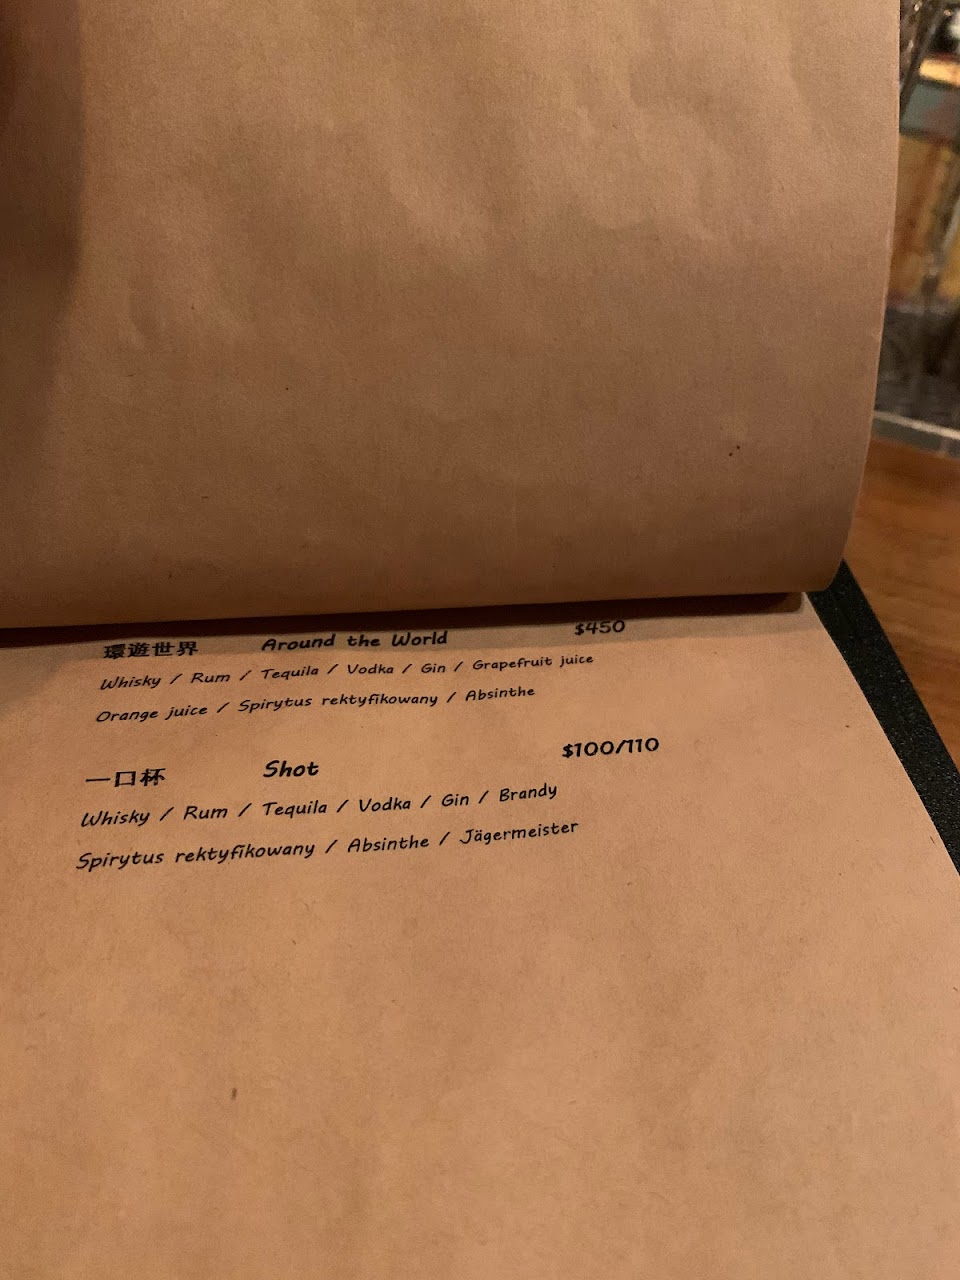 環遊世界 Around the World $450
Whisky / Rum / Tequila / Vodka / Gin / Grapefruit juice
Orange juice / Spirytus rektyfikowany / Absinthe
一口杯 Shot $100/110
Whisky / Rum / Tequila / Vodka / Gin / Brandy
Spirytus rektyfikowany / Absinthe / Jägermeister